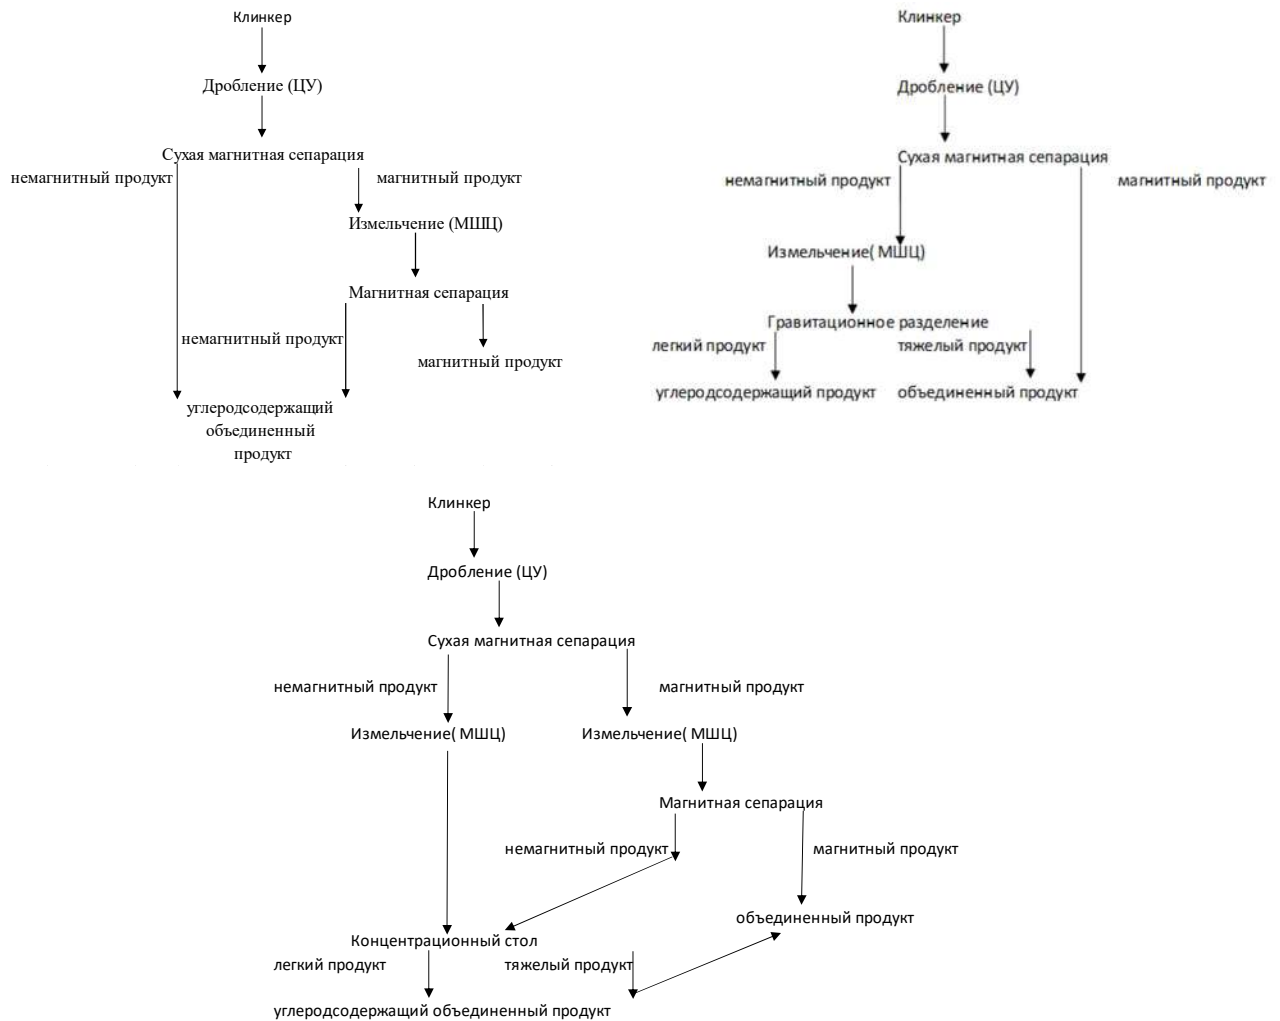 Клинкер
Дробление (ЦУ)
Сухая магнитная сепарация
немагнитный продукт
магнитный продукт
Измельчение (МШЦ)
Магнитная сепарация
немагнитный продукт
магнитный продукт
углеродсодержащий
объединенный
продукт
Клинкер
Дробление (ЦУ)
Сухая магнитная сепарация
немагнитный продукт
магнитный продукт
Измельчение( МШЦ)
Гравитационное разделение
легкий продукт
тяжелый продукт
углеродсодержащий продукт
объединенный продукт
Клинкер
Дробление (ЦУ)
Сухая магнитная сепарация
немагнитный продукт
магнитный продукт
Измельчение( МШЦ)
Измельчение( МШЦ)
Магнитная сепарация
немагнитный продукт
магнитный продукт
объединенный продукт
Концентрационный стол
легкий продукт
тяжелый продукт
углеродсодержащий объединенный продукт